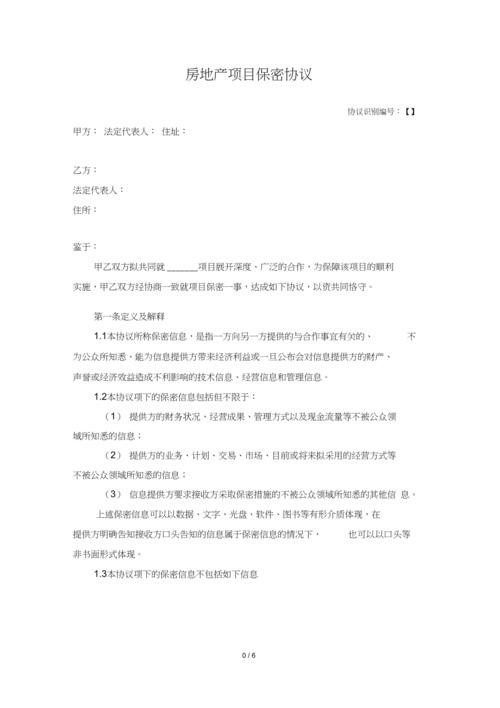 房地产项目保密协议
协议识别编号：【】
甲方： 法定代表人： 住址：
乙方：
法定代表人：
住所：
鉴于：
甲乙双方拟共同就 _______项目展开深度、广泛的合作，为保障该项目的顺利
实施，甲乙双方经协商一致就项目保密一事，达成如下协议，以资共同恪守。
第一条定义及解释
1.1本协议所称保密信息，是指一方向另一方提供的与合作事宜有关的、 不
为公众所知悉、能为信息提供方带来经济利益或一旦公布会对信息提供方的财产、
声誉或经济效益造成不利影响的技术信息、经营信息和管理信息。
1.2本协议项下的保密信息包括但不限于：
（1） 提供方的财务状况、经营成果、管理方式以及现金流量等不被公众领
域所知悉的信息；
（2） 提供方的业务、计划、交易、市场、目前或将来拟采用的经营方式等
不被公众领域所知悉的信息；
（3） 信息提供方要求接收方采取保密措施的不被公众领域所知悉的其他信 息。
上述保密信息可以以数据、文字，光盘、软件、图书等有形介质体现，在
提供方明确告知接收方口头告知的信息属于保密信息的情况下， 也可以以口头等
非书面形式体现。
1.3本协议项下的保密信息不包括如下信息
0 / 6